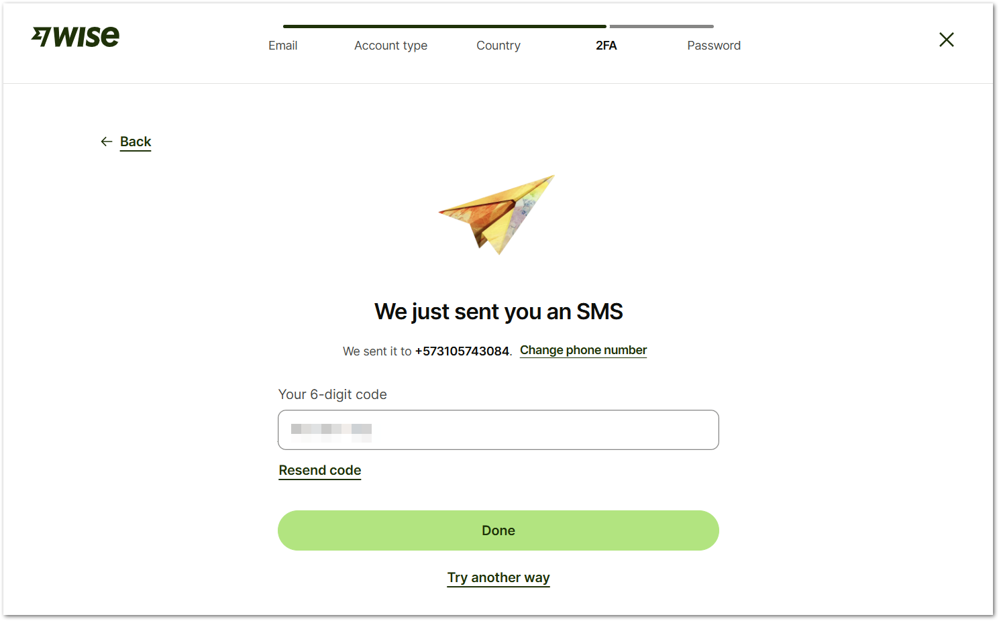 WISE
Email Account type Country 2FA Password
Back
We just sent you an SMS
We sent it to +573105743084. Change phone number
Your 6-digit code
Resend code
Done
Try another way